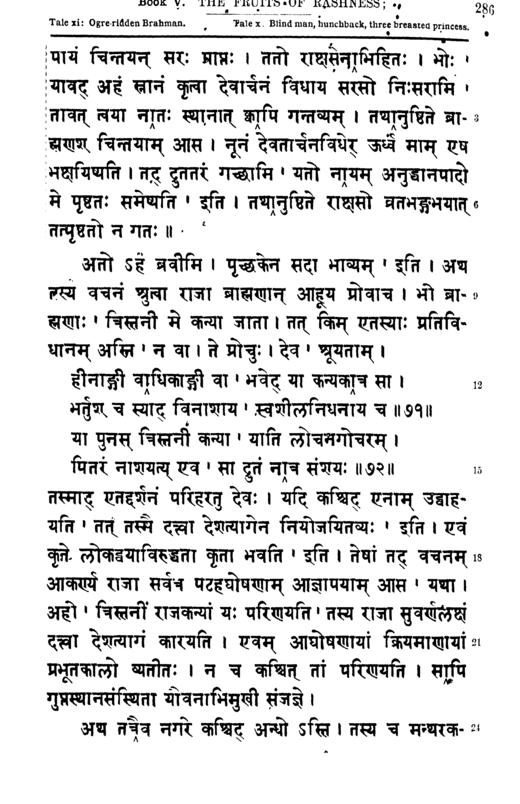 Book V. THE FRUITS OF RASHNESS;
286
Tale xi: Ogre-ridden Brahman. Tale x. Blind man, hunchback, three breasted princess.
पायं चिन्तयन् सरः प्राप्तः । ततो राक्षसेनाभिहितः । भोः '
यावद् अहं स्नानं कृत्वा देवार्चनं विधाय सरसो निःसरामि '
तावत् त्वया नातः स्थानात् क्वापि गन्तव्यम् । तथानुष्ठिते ब्रा- 3
ह्मणश् चिन्तयाम् आस । नूनं देवतार्चनविधेर् ऊर्ध्वं माम् एष
भक्षयिष्यति । तद् द्रुततरं गच्छामि ' यतो नायम् अनुद्वानपादो
मे पृष्ठतः समेष्यति ' इति । तथानुष्ठिते राक्षसो व्रतभङ्गभयात् 6
तत्पृष्ठतो न गतः ॥
अतो ऽहं ब्रवीमि । पृच्छकेन सदा भाव्यम् ' इति । अथ
तस्य वचनं श्रुत्वा राजा ब्राह्मणान् आहूय प्रोवाच । भो ब्रा- 9
ह्मणाः ' त्रिस्तनी मे कन्या जाता । तत् किम् एतस्याः प्रतिवि-
धानम् अस्ति ' न वा । ते प्रोचुः । देव ' श्रूयताम् ।
हीनाङ्गी वाधिकाङ्गी वा ' भवेद् या कन्यकात्र सा । 12
भर्तुश् च स्याद् विनाशाय ' स्वशीलनिधनाय च ॥७१॥
या पुनस् त्रिस्तनी कन्या ' याति लोचनगोचरम् ।
पितरं नाशयत्य् एव ' सा द्रुतं नात्र संशयः ॥७२॥ 15
तस्माद् एतद्दर्शनं परिहरतु देवः । यदि कश्चिद् एनाम् उद्वाह-
यति ' तत् तस्मै दत्त्वा देशत्यागेन नियोजयितव्यः ' इति । एवं
कृते लोकद्वयाविरुद्धता कृता भवति ' इति । तेषां तद् वचनम् 18
आकर्ण्य राजा सर्वत्र पटहघोषणाम् आज्ञापयाम् आस ' यथा ।
अहो ' त्रिस्तनीं राजकन्यां यः परिणयति ' तस्य राजा सुवर्णलक्षं
दत्त्वा देशत्यागं कारयति । एवम् आघोषणायां क्रियमाणायां 21
प्रभूतकालो व्यतीतः । न च कश्चित् तां परिणयति । सापि
गुप्तस्थानसंस्थिता यौवनाभिमुखी संजज्ञे ।
अथ तत्रैव नगरे कश्चिद् अन्धो ऽस्ति । तस्य च मन्थरक- 24